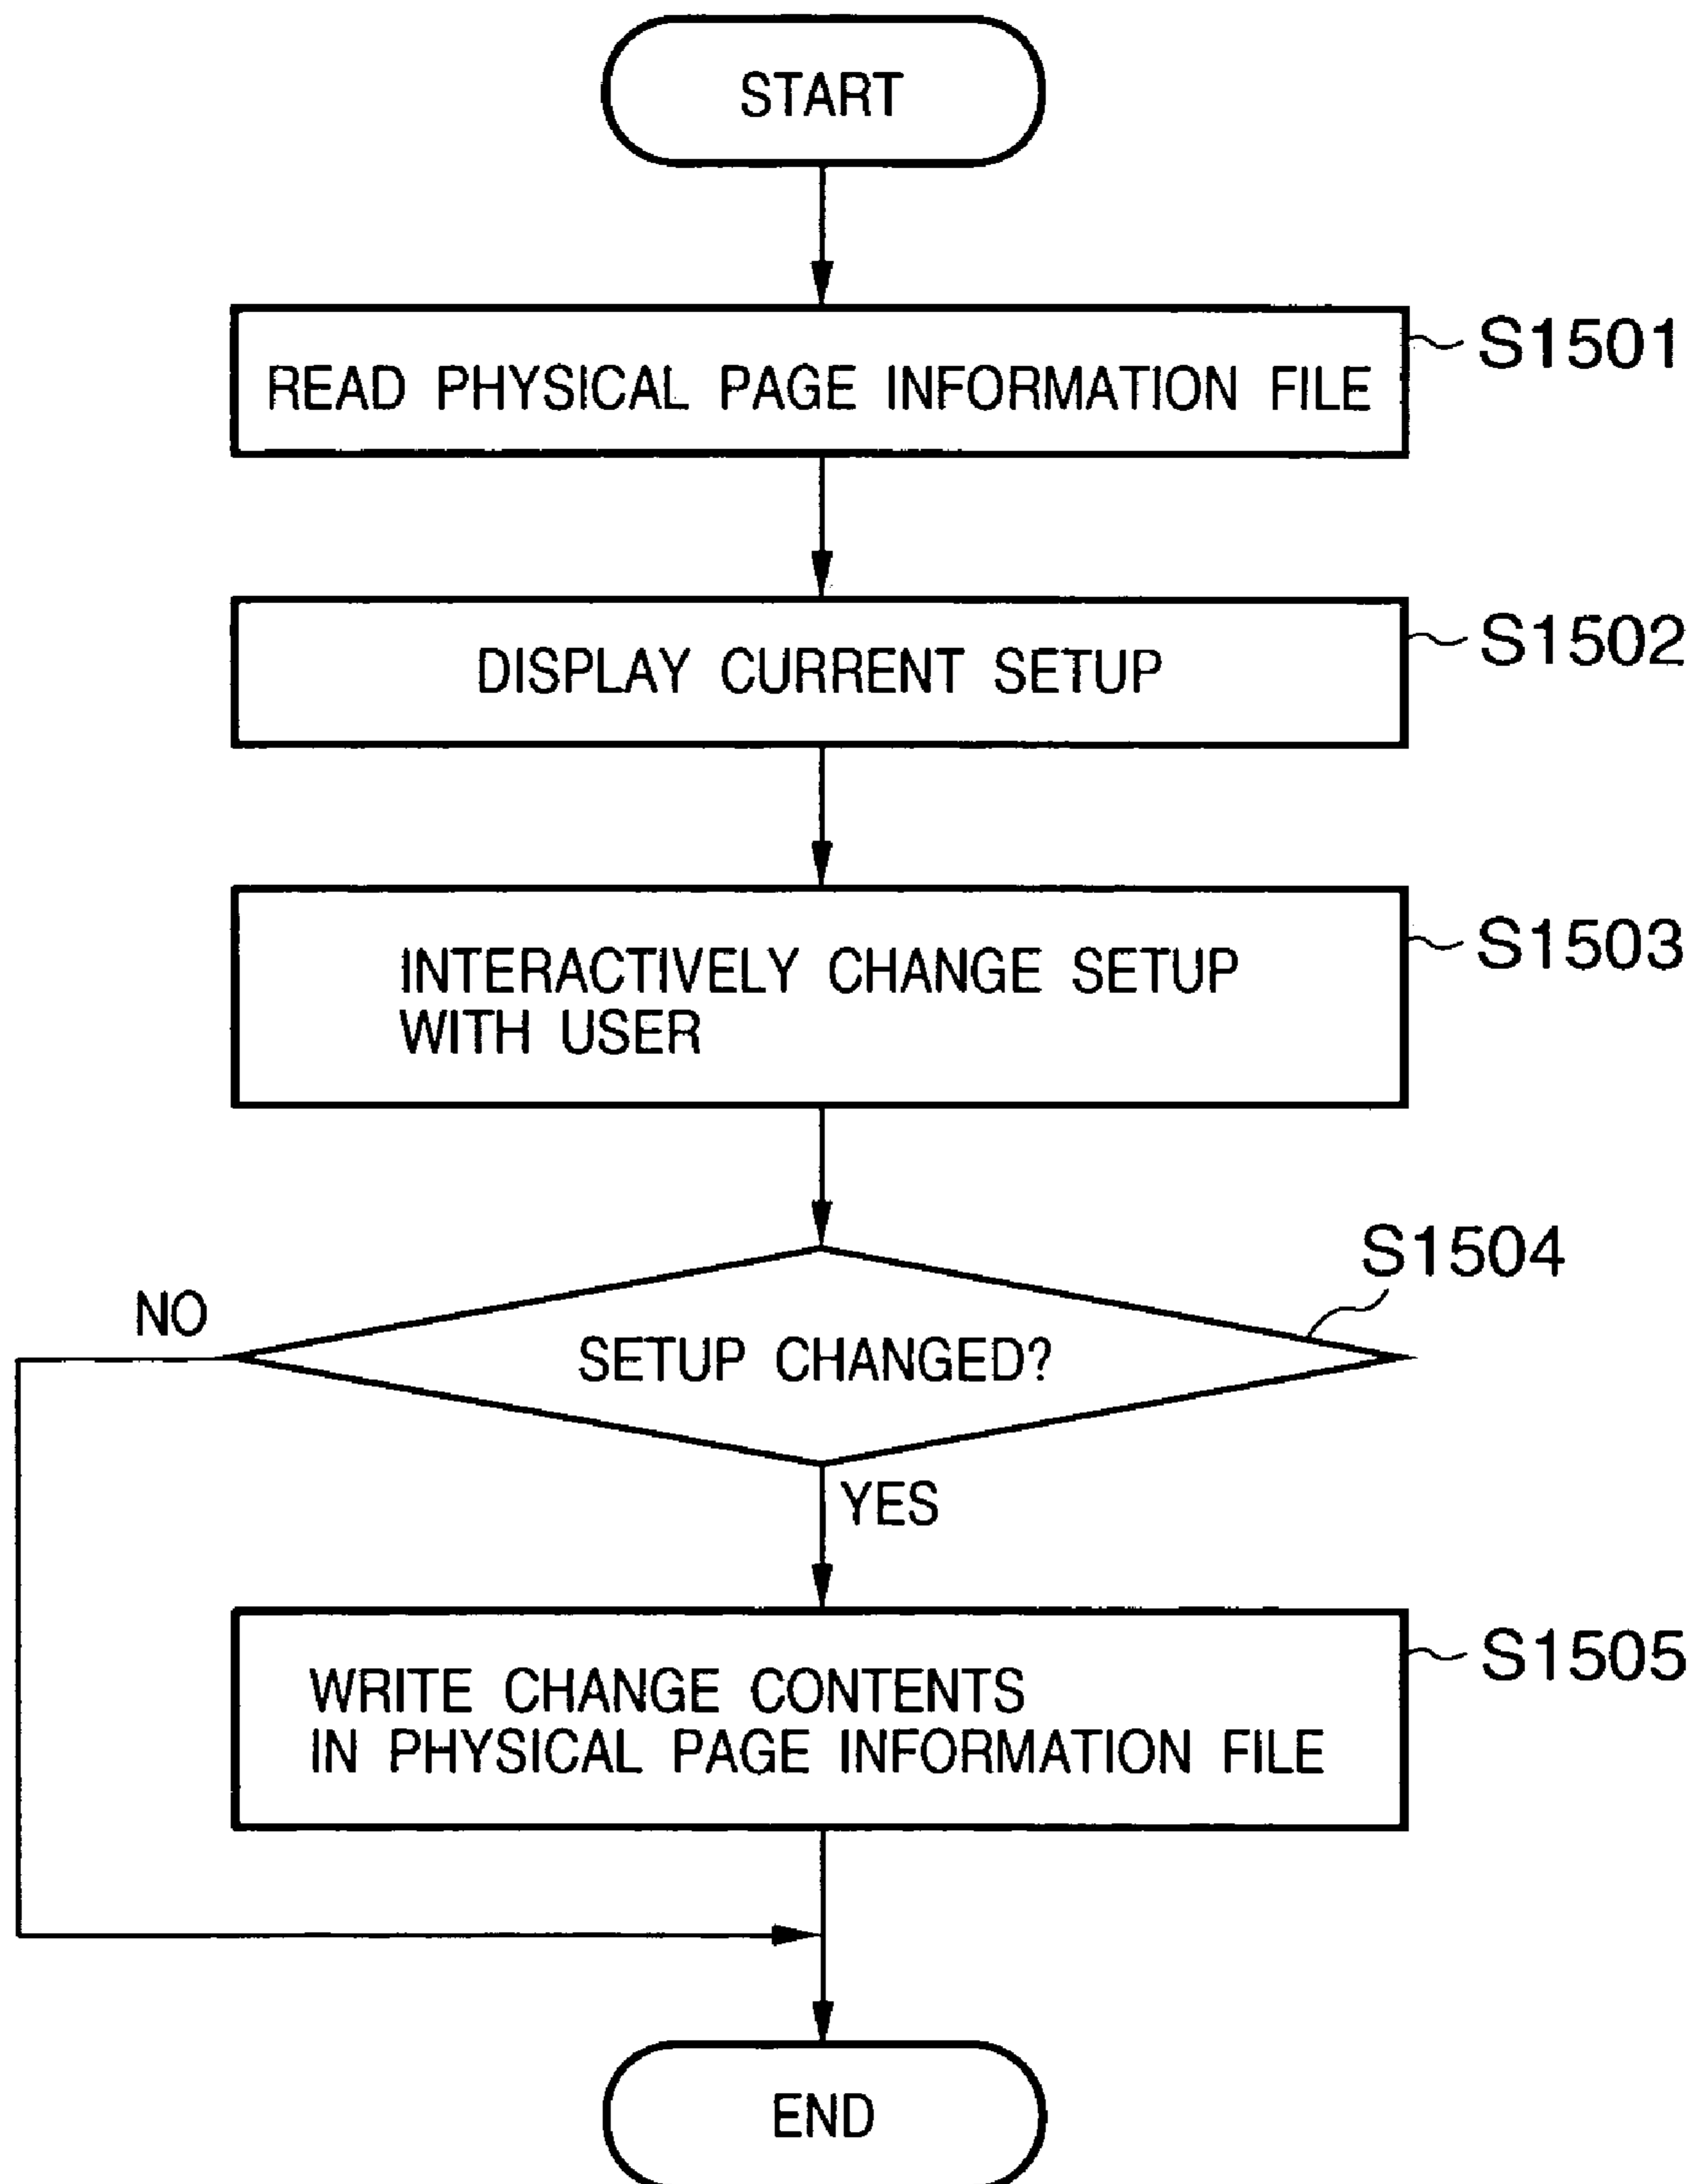 START
READ PHYSICAL PAGE INFORMATION FILE
S1501
DISPLAY CURRENT SETUP
S1502
INTERACTIVELY CHANGE SETUP
WITH USER
S1503
S1504
NO
SETUP CHANGED?
YES
WRITE CHANGE CONTENTS
IN PHYSICAL PAGE INFORMATION FILE
S1505
END